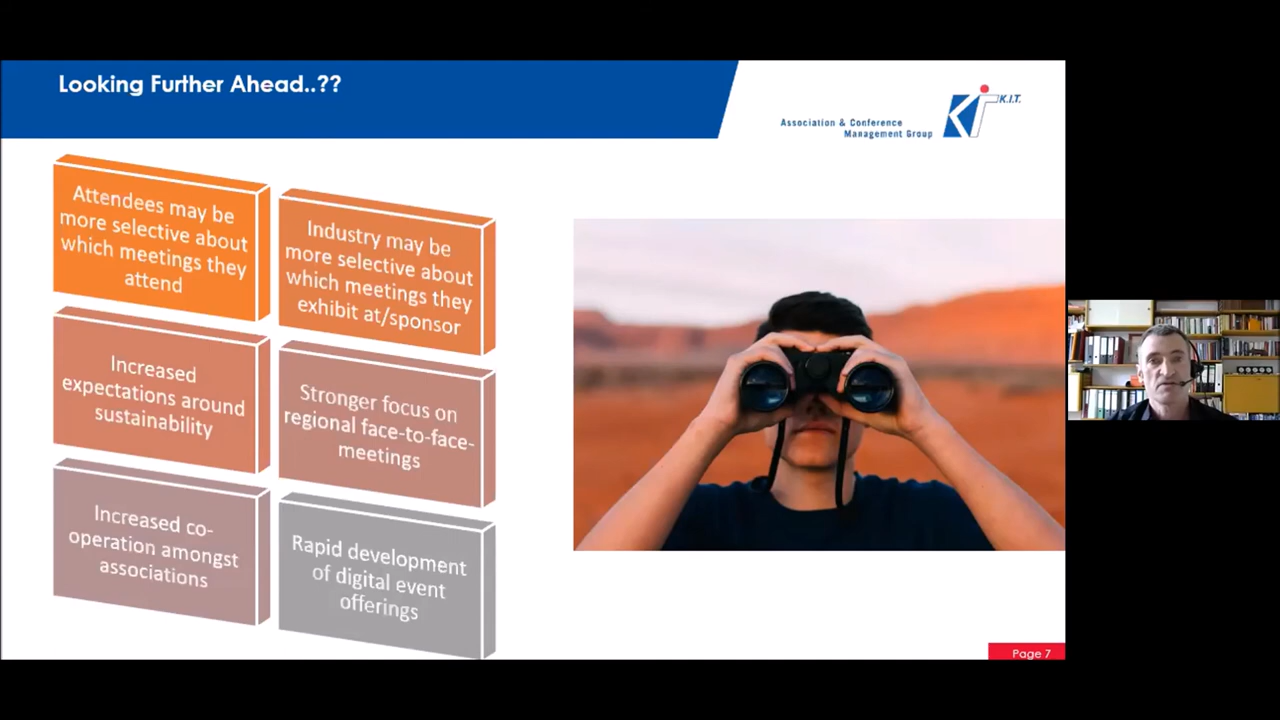 Looking Further Ahead..??
Association & Conference
Management Group
K.I.T.
Attendees may be
more selective about
which meetings they
attend
Industry may be
more selective about
which meetings they
exhibit at/sponsor
Increased
expectations around
sustainability
Stronger focus on
regional face-to-face-
meetings
Increased co-
operation amongst
associations
Rapid development
of digital event
offerings
Page 7